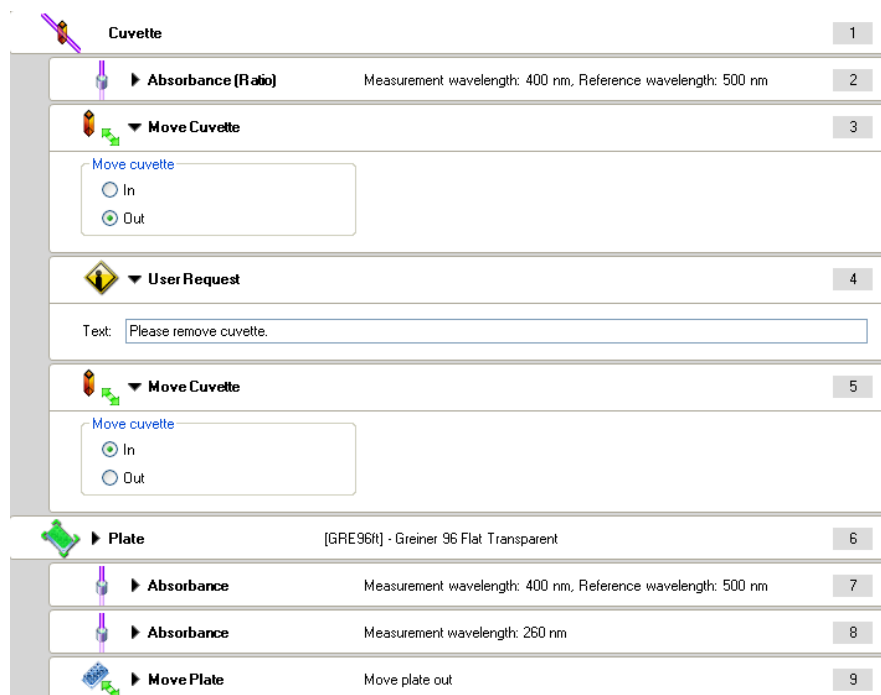 Cuvette 1
Absorbance (Ratio) Measurement wavelength: 400 nm, Reference wavelength: 500 nm 2
Move Cuvette 3
Move cuvette
In
Out
User Request 4
Text: Please remove cuvette.
Move Cuvette 5
Move cuvette
In
Out
Plate [GRE96ft] - Greiner 96 Flat Transparent 6
Absorbance Measurement wavelength: 400 nm, Reference wavelength: 500 nm 7
Absorbance Measurement wavelength: 260 nm 8
Move Plate Move plate out 9